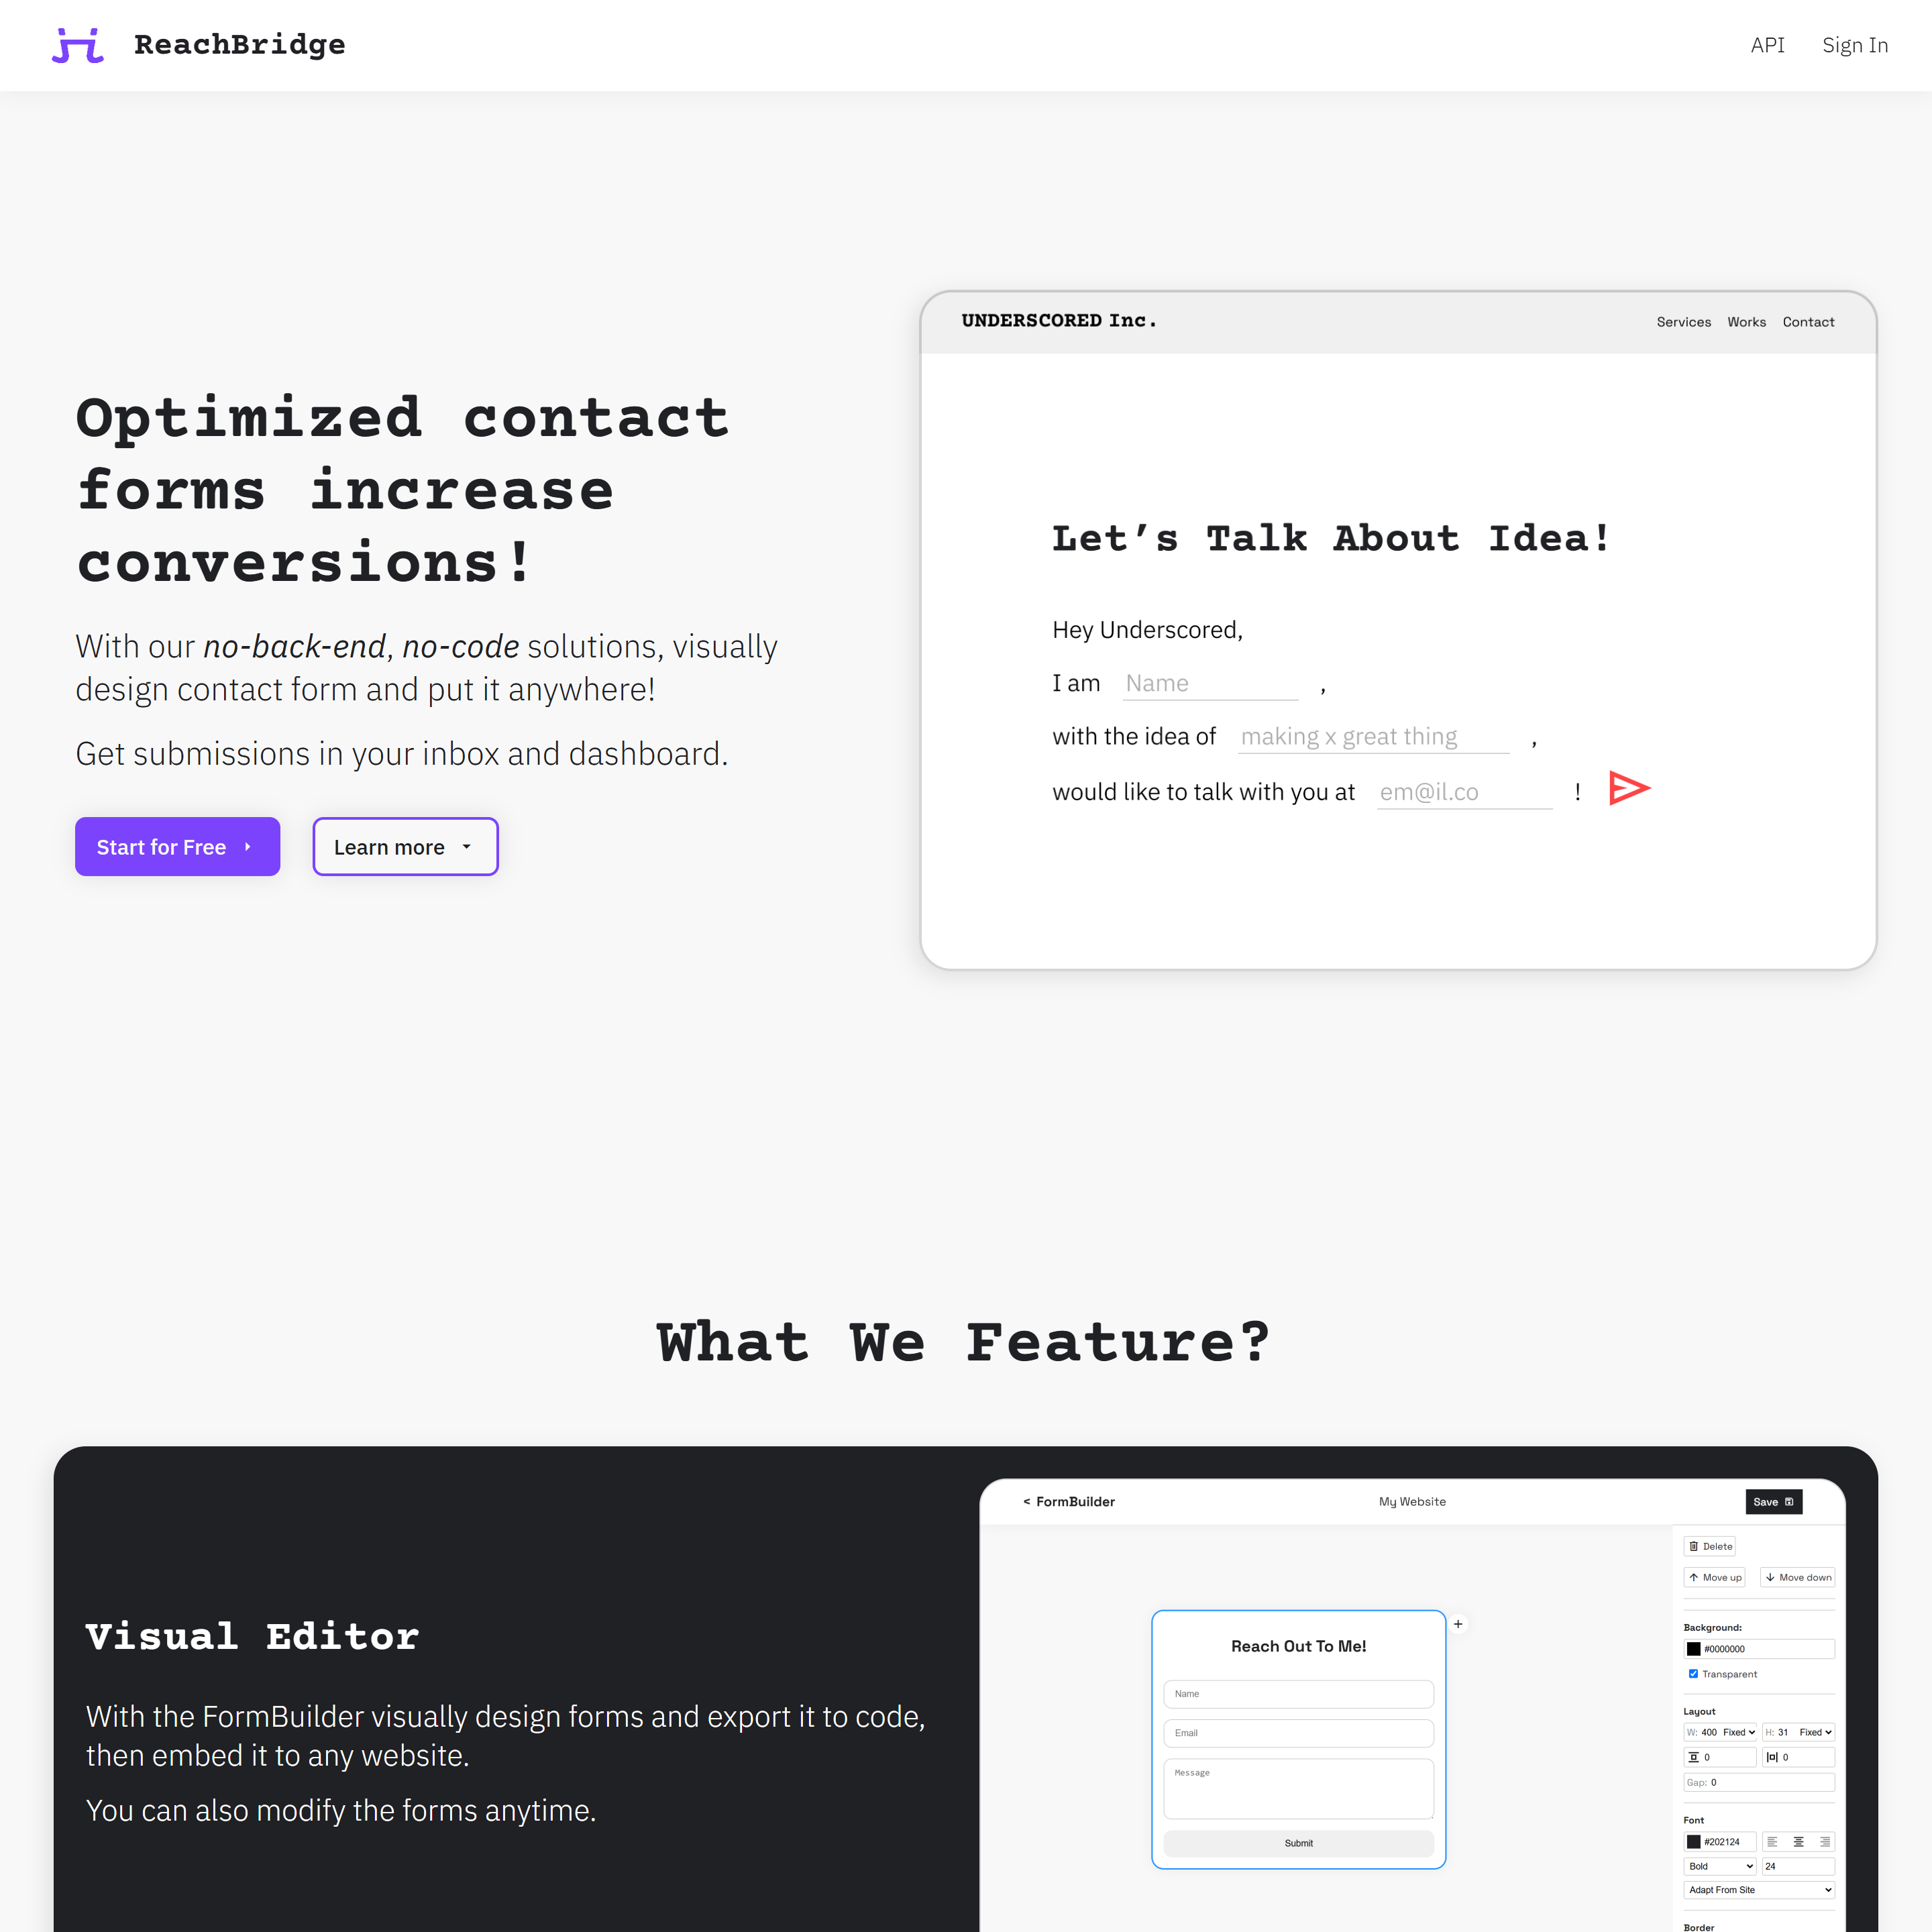 ReachBridge
API
Sign In
Optimized contact
forms increase
conversions!
With our no-back-end, no-code solutions, visually
design contact form and put it anywhere!
Get submissions in your inbox and dashboard.
Start for Free
Learn more
UNDERSCORED Inc.
Services
Works
Contact
Let’s Talk About Idea!
Hey Underscored,
I am Name ,
with the idea of making x great thing ,
would like to talk with you at em@il.co !
What We Feature?
Visual Editor
With the FormBuilder visually design forms and export it to code,
then embed it to any website.
You can also modify the forms anytime.
< FormBuilder
My Website
Save
Reach Out To Me!
Name
Email
Message
Submit
+
Delete
Move up
Move down
Background:
#0000000
Transparent
Layout
W: 400 Fixed
H: 31 Fixed
0
0
Gap: 0
Font
#202124
Bold
24
Adapt From Site
Border